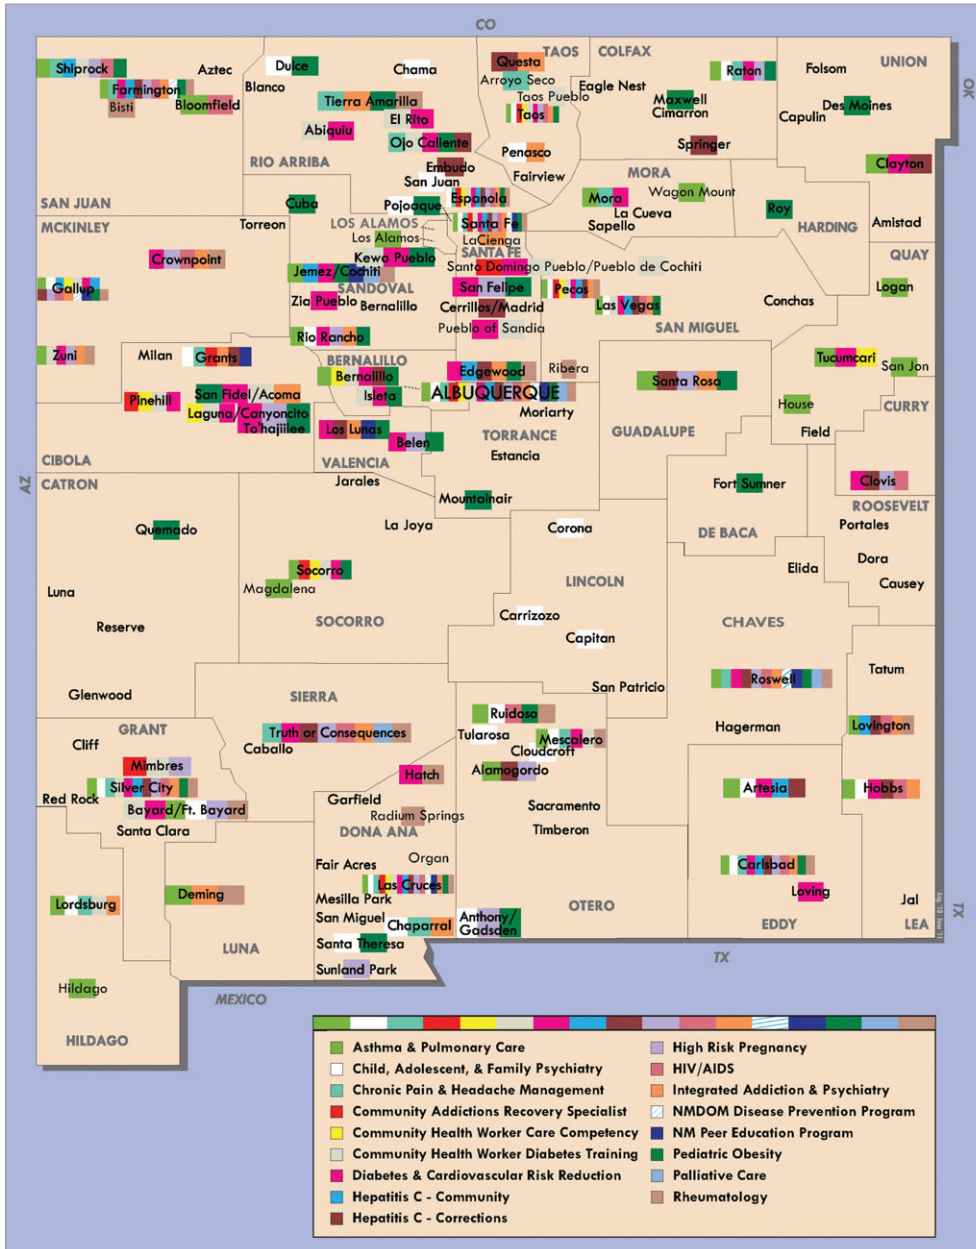 CO
TAOS
COLFAX
UNION
OK
Shiprock
Aztec
Dulce
Chama
Questa
Arroyo Seco
Raton
Folsom
Farmington
Blanco
Eagle Nest
Bisti
Bloomfield
Tierra Amarilla
Taos Pueblo
Maxwell
Cimarron
Des Moines
Capulin
El Rito
Taos
Abiquiu
Ojo Caliente
Penasco
Springer
RIO ARRIBA
Embudo
Fairview
MORA
Clayton
San Juan
SAN JUAN
Cuba
Pojoaque
Espanola
Mora
Wagon Mount
Roy
MCKINLEY
Torreon
LOS ALAMOS
Santa Fe
La Cueva
Sapello
HARDING
Amistad
Los Alamos
LaCienga
SANTA FE
QUAY
Crownpoint
Kewa Pueblo
Santo Domingo Pueblo/Pueblo de Cochiti
Gallup
Jemez/Cochiti
SANDOVAL
San Felipe
Pecos
Logan
Zia Pueblo
Bernalillo
Cerrillos/Madrid
Las Vegas
Conchas
Pueblo of Sandia
SAN MIGUEL
Rio Rancho
Zuni
Milan
Grants
BERNALILLO
Bernalillo
Edgewood
Ribera
Tucumcari
San Jon
Santa Rosa
Pinehill
San Fidel/Acoma
Isleta
ALBUQUERQUE
Moriarty
House
CURRY
Laguna/Canyoncito
To'hajiilee
Los Lunas
Belen
TORRANCE
GUADALUPE
Field
Estancia
CIBOLA
VALENCIA
AZ
CATRON
Jarales
Mountainair
Fort Sumner
Clovis
ROOSEVELT
Quemado
La Joya
Corona
DE BACA
Portales
Socorro
Magdalena
LINCOLN
Elida
Dora
Causey
Luna
Reserve
SOCORRO
Carrizozo
CHAVES
Capitan
Glenwood
SIERRA
San Patricio
Roswell
Tatum
GRANT
Cliff
Truth or Consequences
Caballo
Ruidoso
Tularosa
Mescalero
Cloudcroft
Hagerman
Lovington
Mimbres
Hatch
Alamogordo
Silver City
Red Rock
Garfield
Artesia
Hobbs
Bayard/Ft. Bayard
Radium Springs
Sacramento
Santa Clara
DONA ANA
Timberon
Fair Acres
Organ
Deming
Las Cruces
Carlsbad
Lordsburg
Mesilla Park
Loving
Jal
TX
San Miguel
Chaparral
Anthony/
Gadsden
OTERO
EDDY
LEA
LUNA
Santa Theresa
TX
Sunland Park
Hildago
MEXICO
HILDAGO
Asthma & Pulmonary Care
Child, Adolescent, & Family Psychiatry
Chronic Pain & Headache Management
Community Addictions Recovery Specialist
Community Health Worker Care Competency
Community Health Worker Diabetes Training
Diabetes & Cardiovascular Risk Reduction
Hepatitis C - Community
Hepatitis C - Corrections
High Risk Pregnancy
HIV/AIDS
Integrated Addiction & Psychiatry
NMDOM Disease Prevention Program
NM Peer Education Program
Pediatric Obesity
Palliative Care
Rheumatology